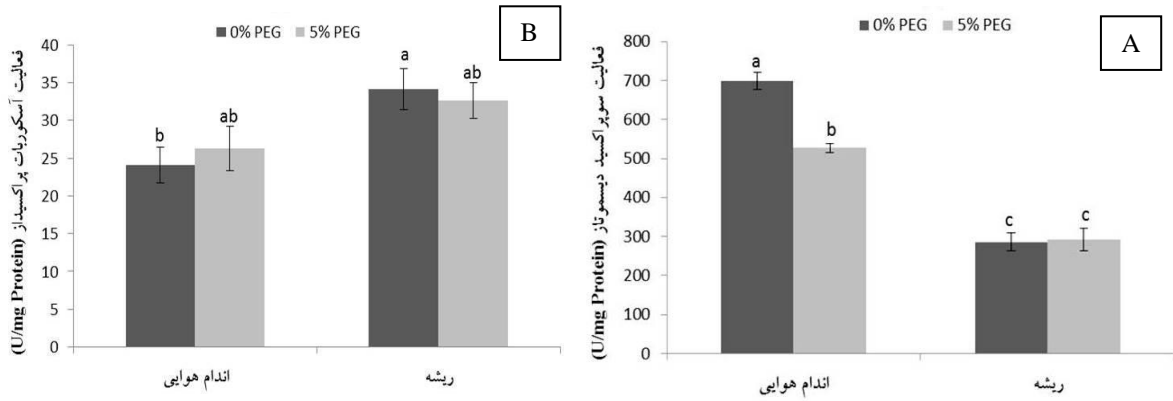 B
0% PEG 5% PEG
فعالیت آسکوربات پراکسیداز (U/mg Protein)
40
35
30
25
20
15
10
5
0
b
ab
a
ab
اندام هوایی
ریشه
A
0% PEG 5% PEG
فعالیت سوپراکسید دیسموتاز (U/mg Protein)
800
700
600
500
400
300
200
100
0
a
b
c
c
اندام هوایی
ریشه